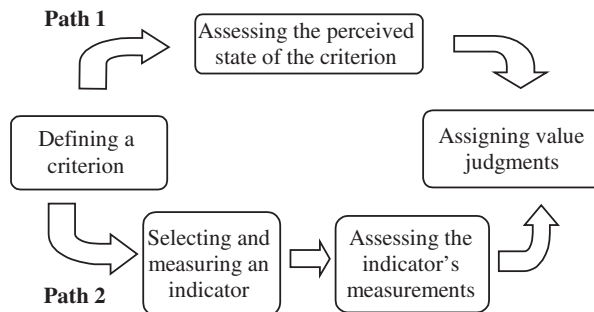 Path 1
Assessing the perceived
state of the criterion
Defining a
criterion
Assigning value
judgments
Selecting and
measuring an
indicator
Assessing the
indicator's
measurements
Path 2